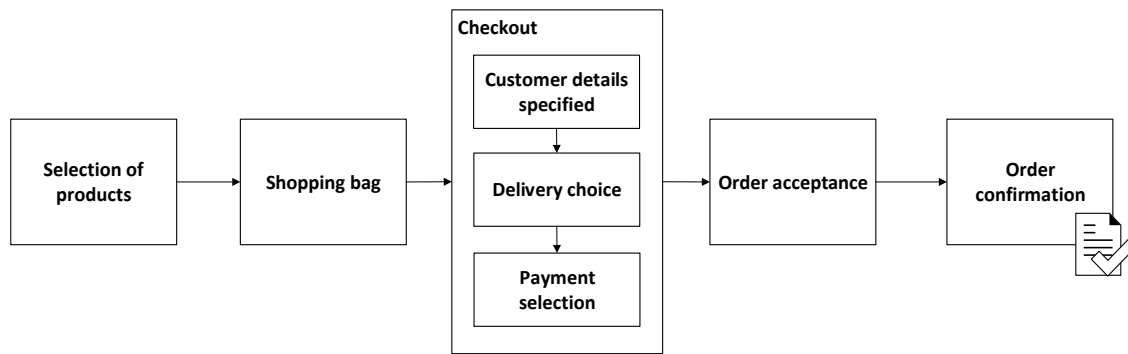 Selection of
products
Shopping bag
Checkout
Customer details
specified
Delivery choice
Payment
selection
Order acceptance
Order
confirmation